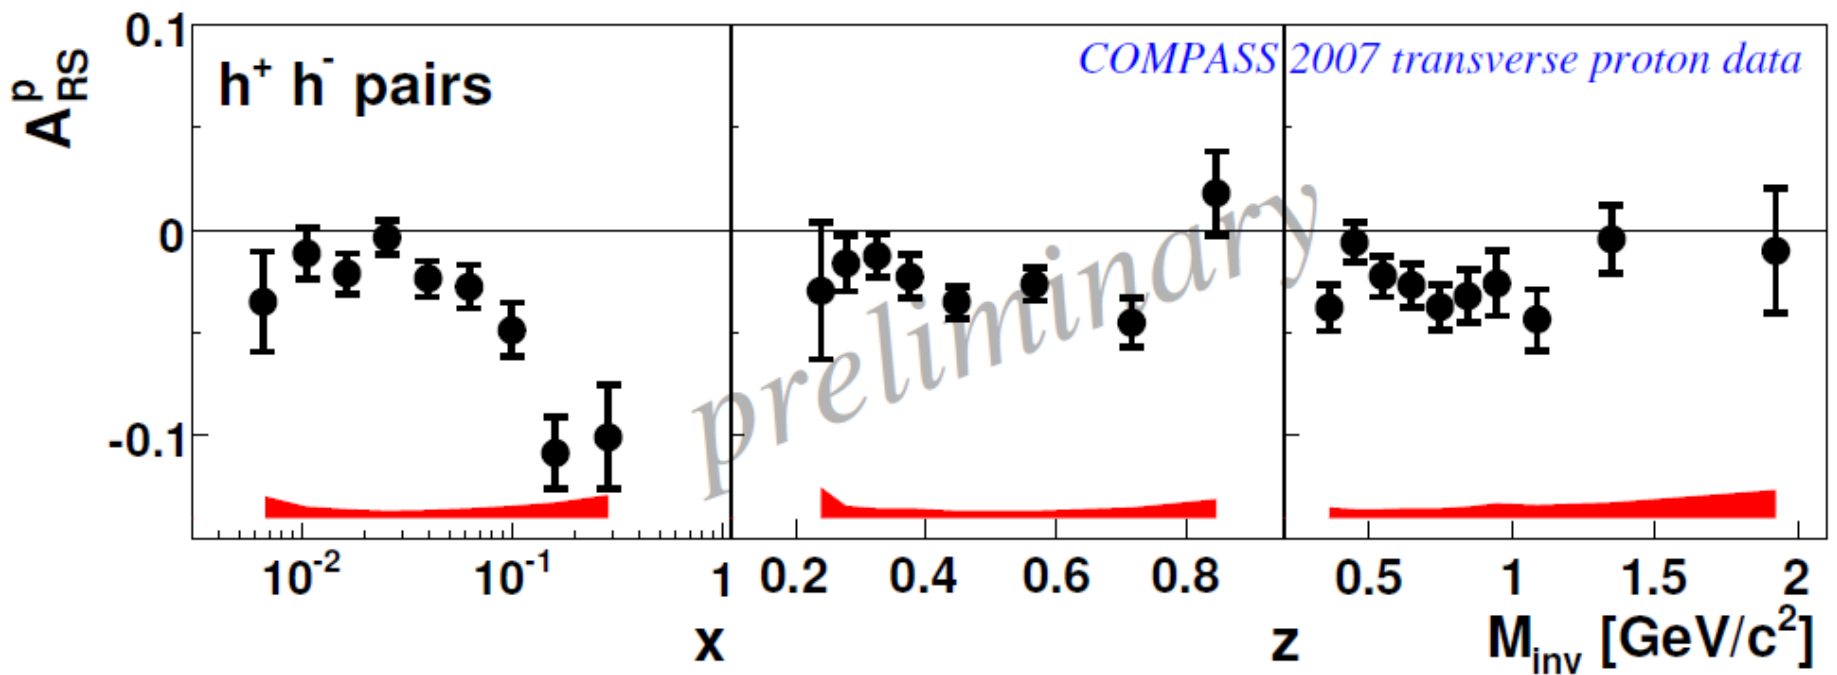 0.1
A^p_RS
h+ h- pairs
COMPASS 2007 transverse proton data
0
preliminary
-0.1
10^-2 10^-1 1 0.2 0.4 0.6 0.8 0.5 1 1.5 2
x z M_inv [GeV/c^2]